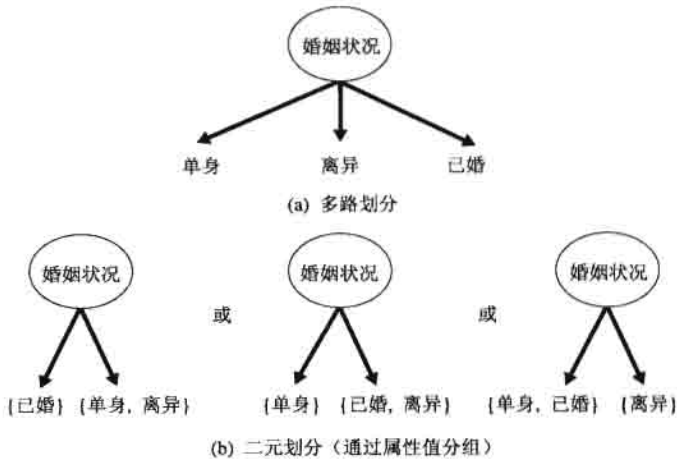 婚姻状况
单身 离异 已婚
(a) 多路划分
婚姻状况 婚姻状况 婚姻状况
或 或
{已婚} {单身, 离异} {单身} {已婚, 离异} {单身, 已婚} {离异}
(b) 二元划分（通过属性值分组）